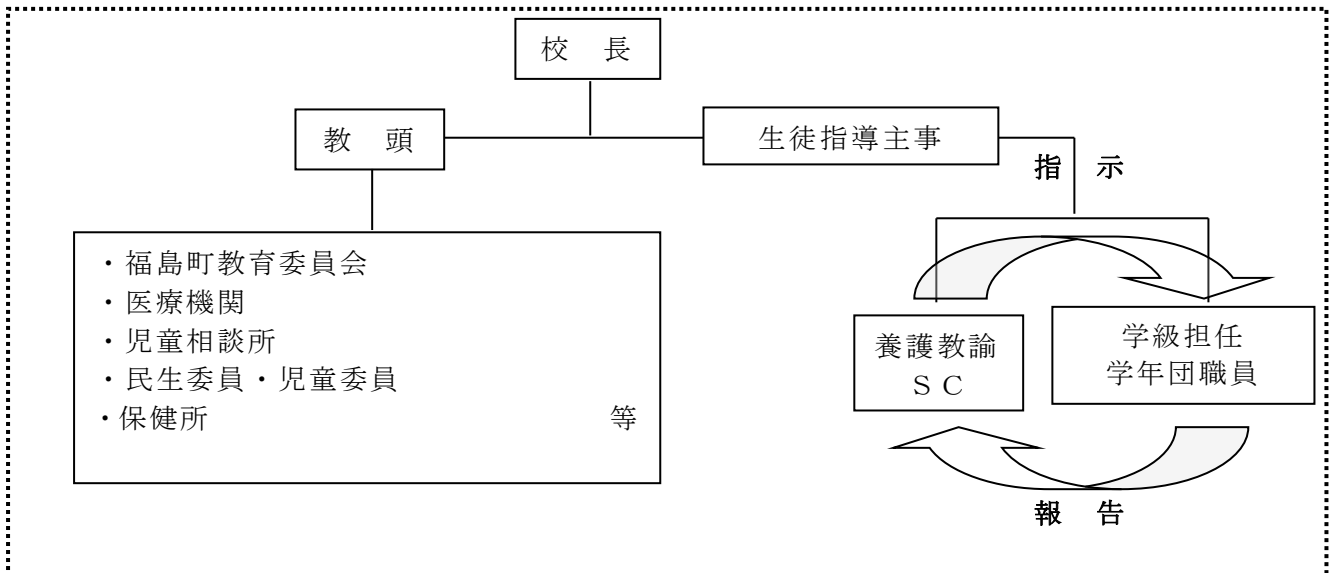 校　長
教　頭
生徒指導主事
指　示
・福島町教育委員会
・医療機関
・児童相談所
・民生委員・児童委員
・保健所　　　　　　　　　　　等
養護教諭
ＳＣ
学級担任
学年団職員
報　告